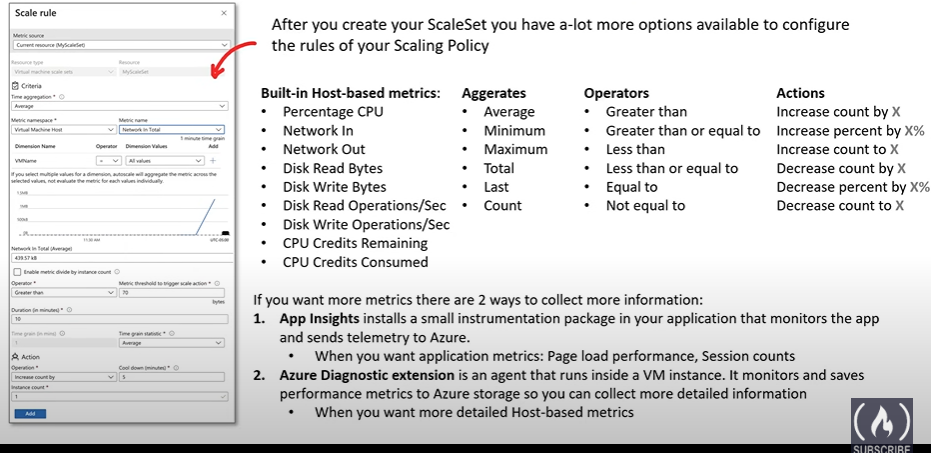 Scale rule
Metric source
Current resource (MyScaleSet)
Resource type
Resource
Virtual machine scale sets
MyScaleSet
Criteria
Time aggregation *
Average
Metric namespace *
Metric name
Virtual Machine Host
Network In Total
1 minute time grain
Dimension Name
Operator
Dimension Values
Add
VMName
=
All values
+
If you select multiple values for a dimension, autoscale will aggregate the metric across the
selected values, not evaluate the metric for each values individually.
11:30 AM
UTC-05:00
Network In Total (Average)
439.57 kB
Enable metric divide by instance count
Operator *
Metric threshold to trigger scale action *
Greater than
70
bytes
Duration (in minutes) *
10
Time grain (in mins)
Time grain statistic *
1
Average
Action
Operation *
Cool down (minutes) *
Increase count by
5
Instance count *
1
Add
After you create your ScaleSet you have a-lot more options available to configure
the rules of your Scaling Policy
Built-in Host-based metrics:
• Percentage CPU
• Network In
• Network Out
• Disk Read Bytes
• Disk Write Bytes
• Disk Read Operations/Sec
• Disk Write Operations/Sec
• CPU Credits Remaining
• CPU Credits Consumed
Aggerates
• Average
• Minimum
• Maximum
• Total
• Last
• Count
Operators
• Greater than
• Greater than or equal to
• Less than
• Less than or equal to
• Equal to
• Not equal to
Actions
Increase count by X
Increase percent by X%
Increase count to X
Decrease count by X
Decrease percent by X%
Decrease count to X
If you want more metrics there are 2 ways to collect more information:
1. App Insights installs a small instrumentation package in your application that monitors the app
and sends telemetry to Azure.
• When you want application metrics: Page load performance, Session counts
2. Azure Diagnostic extension is an agent that runs inside a VM instance. It monitors and saves
performance metrics to Azure storage so you can collect more detailed information
• When you want more detailed Host-based metrics
SUBSCRIBE